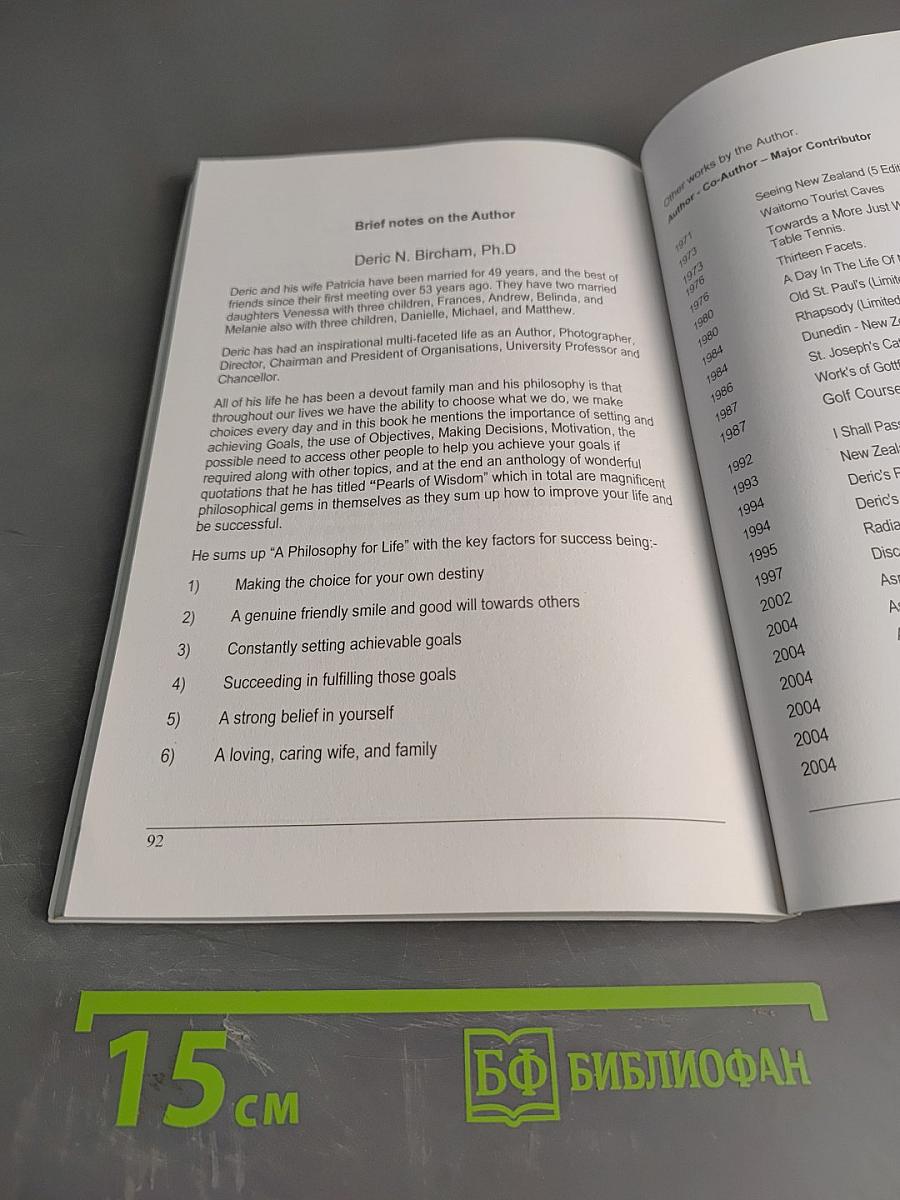 Brief notes on the Author
Deric N. Bircham, Ph.D
Deric and his wife Patricia have been married for 49 years, and the best of
friends since their first meeting over 53 years ago. They have two married
daughters Venessa with three children, Frances, Andrew, Belinda, and
Melanie also with three children, Danielle, Michael, and Matthew.
Deric has had an inspirational multi-faceted life as an Author, Photographer,
Director, Chairman and President of Organisations, University Professor and
Chancellor.
All of his life he has been a devout family man and his philosophy is that
throughout our lives we have the ability to choose what we do, we make
choices every day and in this book he mentions the importance of setting and
achieving Goals, the use of Objectives, Making Decisions, Motivation, the
possible need to access other people to help you achieve your goals if
required along with other topics, and at the end an anthology of wonderful
quotations that he has titled “Pearls of Wisdom” which in total are magnificent
philosophical gems in themselves as they sum up how to improve your life and
be successful.
He sums up “A Philosophy for Life” with the key factors for success being:-
1) Making the choice for your own destiny
2) A genuine friendly smile and good will towards others
3) Constantly setting achievable goals
4) Succeeding in fulfilling those goals
5) A strong belief in yourself
6) A loving, caring wife, and family
92
Other works by the Author.
Author - Co-Author – Major Contributor
1971 Seeing New Zealand (5
1973 Waitomo Tourist Caves
1973 Towards a More Just
1976 Table Tennis.
1976 Thirteen Facets.
1980 A Day In The Life Of
1980 Old St. Paul's
1984 Rhapsody (Limited
1984 Dunedin - New
1986 St. Joseph's
1987 Work's of
1987 Golf Course
I Shall
1992 New
1993 Deric's
1994 Deric's
1994
1995
1997
2002
2004
2004
2004
2004
2004
2004
15 см
БФ БИБЛИОФАН